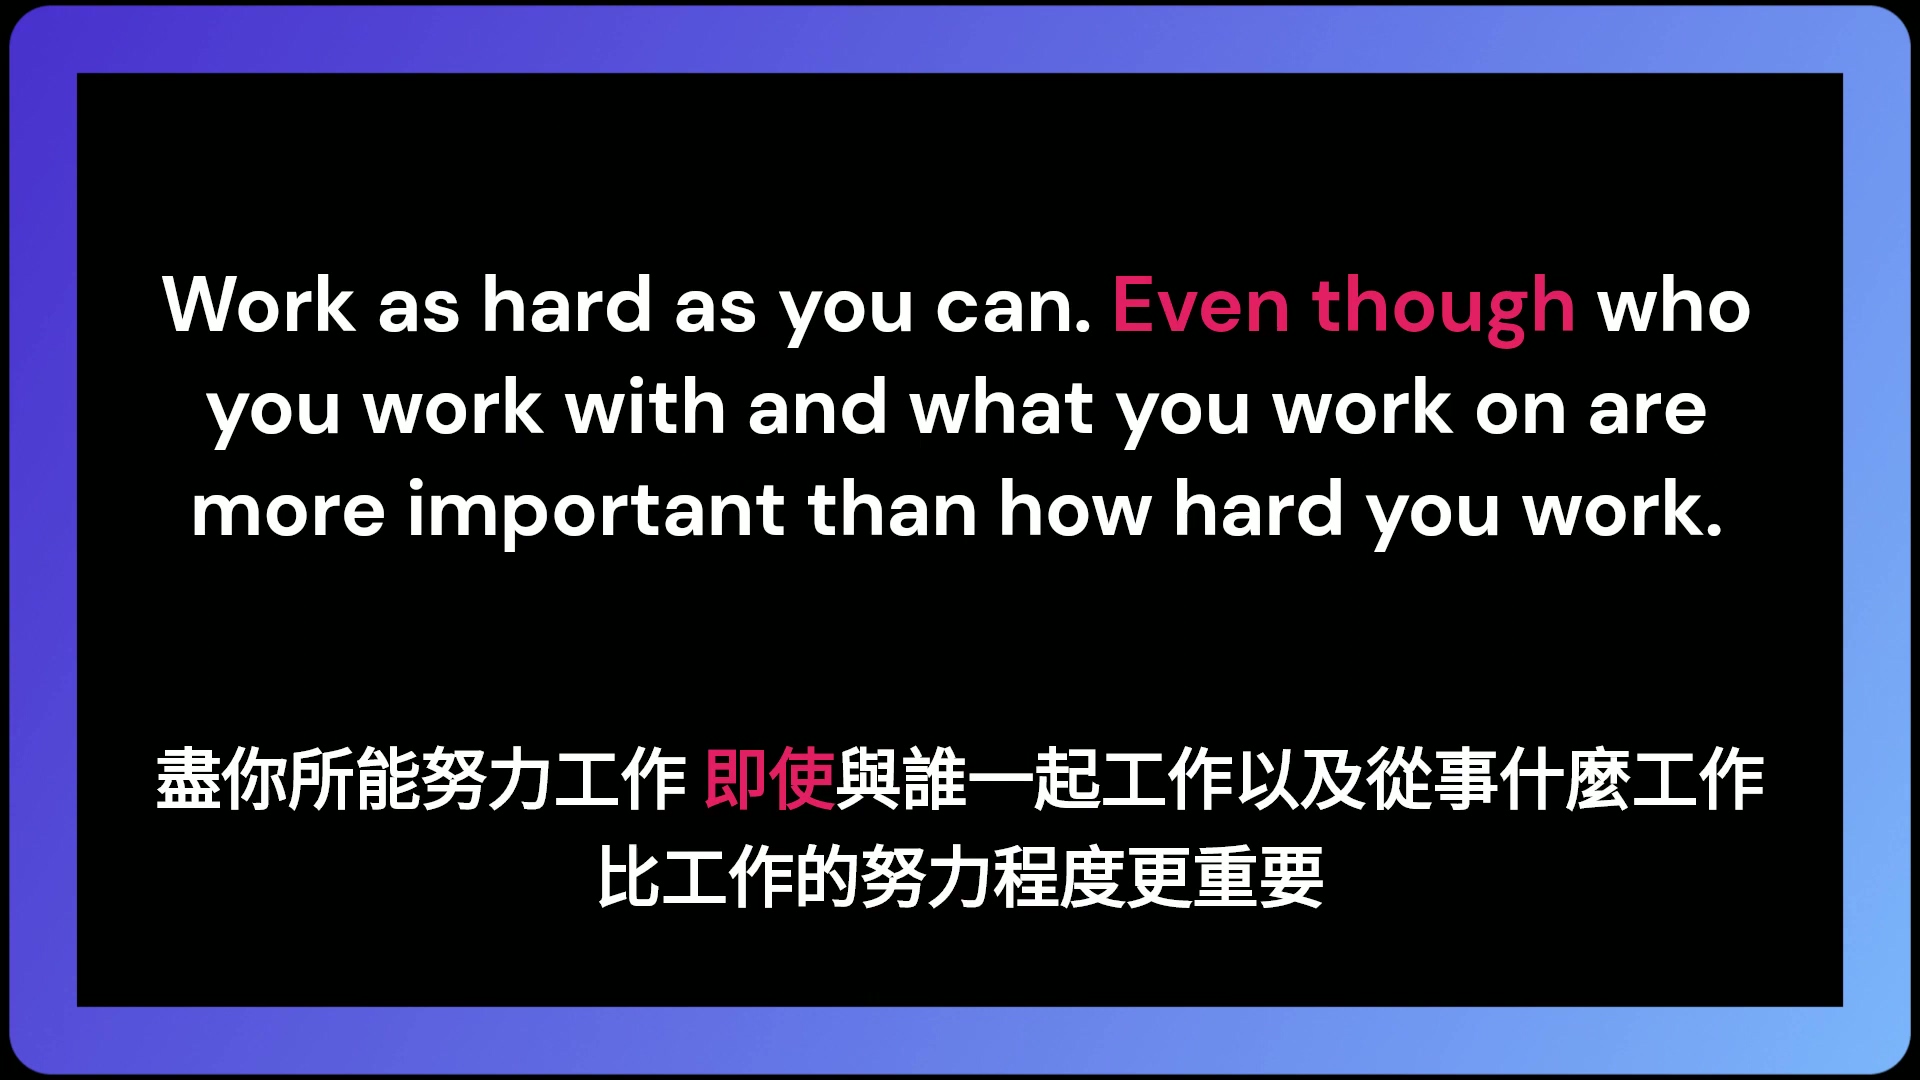 Work as hard as you can. Even though who
you work with and what you work on are
more important than how hard you work.
盡你所能努力工作 即使與誰一起工作以及從事什麼工作
比工作的努力程度更重要